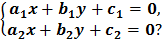 a₁x + b₁y + c₁ = 0,
a₂x + b₂y + c₂ = 0?